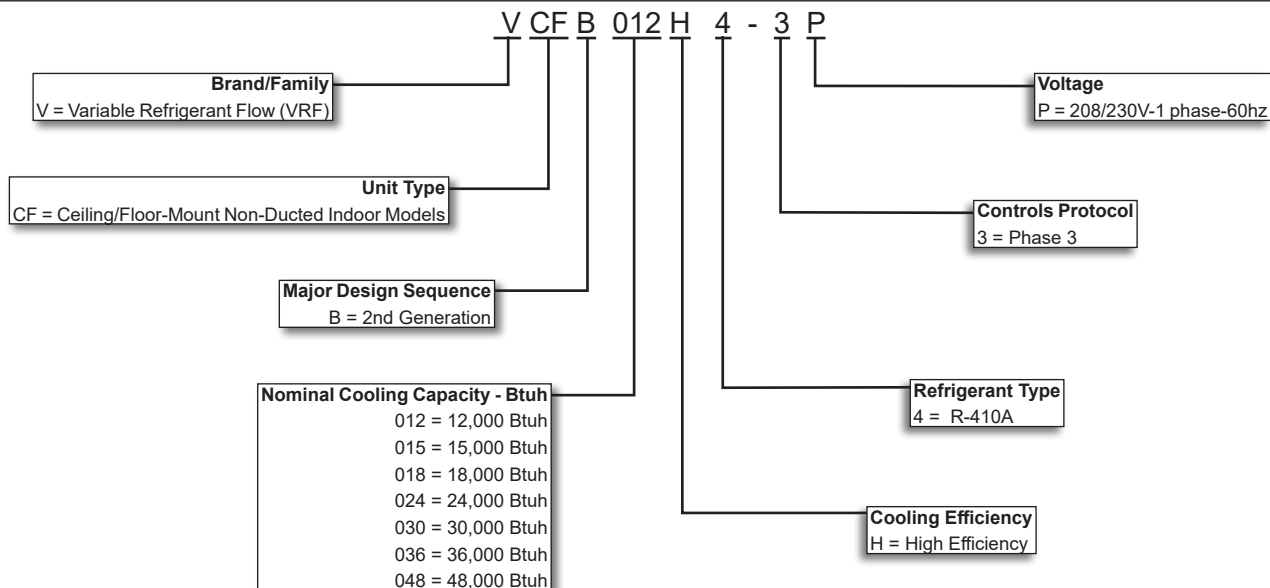 V CF B 012 H 4 - 3 P
Brand/Family
V = Variable Refrigerant Flow (VRF)
Voltage
P = 208/230V-1 phase-60hz
Unit Type
CF = Ceiling/Floor-Mount Non-Ducted Indoor Models
Controls Protocol
3 = Phase 3
Major Design Sequence
B = 2nd Generation
Nominal Cooling Capacity - Btuh
012 = 12,000 Btuh
015 = 15,000 Btuh
018 = 18,000 Btuh
024 = 24,000 Btuh
030 = 30,000 Btuh
036 = 36,000 Btuh
048 = 48,000 Btuh
Refrigerant Type
4 = R-410A
Cooling Efficiency
H = High Efficiency